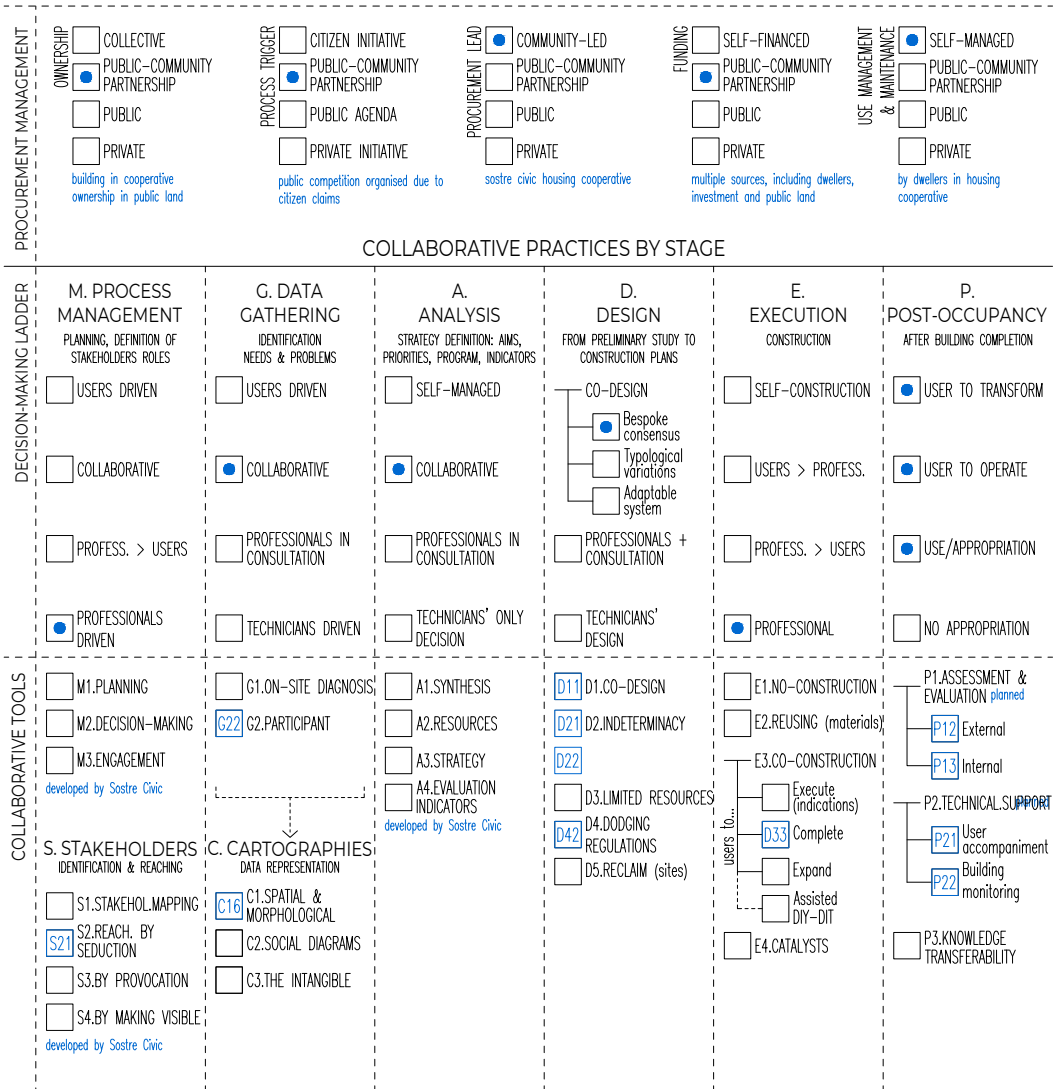 PROCUREMENT MANAGEMENT
OWNERSHIP
COLLECTIVE
PUBLIC-COMMUNITY
PARTNERSHIP
PUBLIC
PRIVATE
building in cooperative
ownership in public land
PROCESS TRIGGER
CITIZEN INITIATIVE
PUBLIC-COMMUNITY
PARTNERSHIP
PUBLIC AGENDA
PRIVATE INITIATIVE
public competition organised due to
citizen claims
PROCUREMENT LEAD
COMMUNITY-LED
PUBLIC-COMMUNITY
PARTNERSHIP
PUBLIC
PRIVATE
sostre civic housing cooperative
FUNDING
SELF-FINANCED
PUBLIC-COMMUNITY
PARTNERSHIP
PUBLIC
PRIVATE
multiple sources, including dwellers,
investment and public land
USE MANAGEMENT
& MAINTENANCE
SELF-MANAGED
PUBLIC-COMMUNITY
PARTNERSHIP
PUBLIC
PRIVATE
by dwellers in housing
cooperative
COLLABORATIVE PRACTICES BY STAGE
DECISION-MAKING LADDER
M. PROCESS
MANAGEMENT
PLANNING, DEFINITION OF
STAKEHOLDERS ROLES
USERS DRIVEN
COLLABORATIVE
PROFESS. > USERS
PROFESSIONALS
DRIVEN
G. DATA
GATHERING
IDENTIFICATION
NEEDS & PROBLEMS
USERS DRIVEN
COLLABORATIVE
PROFESSIONALS IN
CONSULTATION
TECHNICIANS DRIVEN
A.
ANALYSIS
STRATEGY DEFINITION: AIMS,
PRIORITIES, PROGRAM, INDICATORS
SELF-MANAGED
COLLABORATIVE
PROFESSIONALS IN
CONSULTATION
TECHNICIANS' ONLY
DECISION
D.
DESIGN
FROM PRELIMINARY STUDY TO
CONSTRUCTION PLANS
CO-DESIGN
Bespoke
consensus
Typological
variations
Adaptable
system
PROFESSIONALS +
CONSULTATION
TECHNICIANS'
DESIGN
E.
EXECUTION
CONSTRUCTION
SELF-CONSTRUCTION
USERS > PROFESS.
PROFESS. > USERS
PROFESSIONAL
P.
POST-OCCUPANCY
AFTER BUILDING COMPLETION
USER TO TRANSFORM
USER TO OPERATE
USE/APPROPRIATION
NO APPROPRIATION
COLLABORATIVE TOOLS
M1.PLANNING
M2.DECISION-MAKING
M3.ENGAGEMENT
developed by Sostre Civic
S. STAKEHOLDERS
IDENTIFICATION & REACHING
S1.STAKEHOL.MAPPING
S21 S2.REACH. BY
SEDUCTION
S3.BY PROVOCATION
S4.BY MAKING VISIBLE
developed by Sostre Civic
G1.ON-SITE DIAGNOSIS
G22 G2.PARTICIPANT
C. CARTOGRAPHIES
DATA REPRESENTATION
C16 C1.SPATIAL &
MORPHOLOGICAL
C2.SOCIAL DIAGRAMS
C3.THE INTANGIBLE
A1.SYNTHESIS
A2.RESOURCES
A3.STRATEGY
A4.EVALUATION
INDICATORS
developed by Sostre Civic
D11 D1.CO-DESIGN
D21 D2.INDETERMINACY
D22
D3.LIMITED RESOURCES
D42 D4.DODGING
REGULATIONS
D5.RECLAIM (sites)
E1.NO-CONSTRUCTION
E2.REUSING (materials)
E3.CO-CONSTRUCTION
users to...
Execute
(indications)
D33 Complete
Expand
Assisted
DIY-DIT
E4.CATALYSTS
P1.ASSESSMENT &
EVALUATION planned
P12 External
P13 Internal
P2.TECHNICAL.SUPPORT planned
P21 User
accompaniment
P22 Building
monitoring
P3.KNOWLEDGE
TRANSFERABILITY